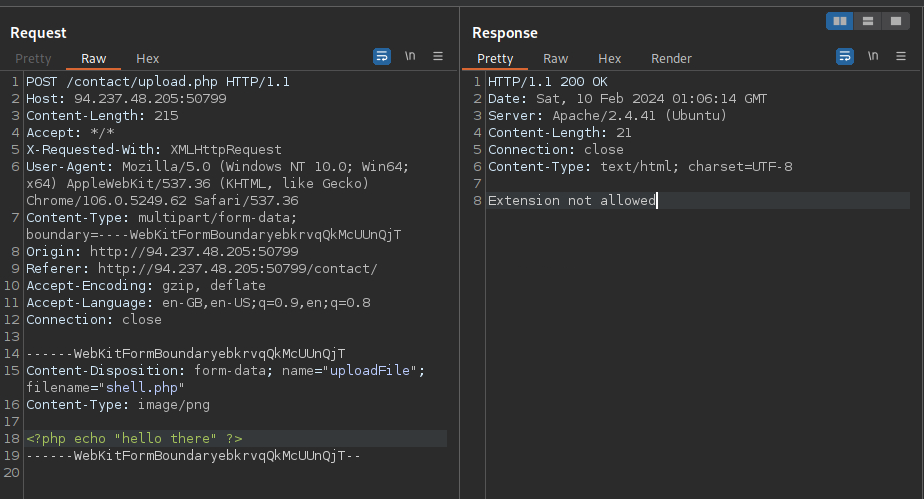 Request
Pretty Raw Hex \n
1 POST /contact/upload.php HTTP/1.1
2 Host: 94.237.48.205:50799
3 Content-Length: 215
4 Accept: */*
5 X-Requested-With: XMLHttpRequest
6 User-Agent: Mozilla/5.0 (Windows NT 10.0; Win64;
x64) AppleWebKit/537.36 (KHTML, like Gecko)
Chrome/106.0.5249.62 Safari/537.36
7 Content-Type: multipart/form-data;
boundary=----WebKitFormBoundaryebkrvqQkMcUUnQjT
8 Origin: http://94.237.48.205:50799
9 Referer: http://94.237.48.205:50799/contact/
10 Accept-Encoding: gzip, deflate
11 Accept-Language: en-GB,en-US;q=0.9,en;q=0.8
12 Connection: close
13
14 ------WebKitFormBoundaryebkrvqQkMcUUnQjT
15 Content-Disposition: form-data; name="uploadFile";
filename="shell.php"
16 Content-Type: image/png
17
18 <?php echo "hello there" ?>
19 ------WebKitFormBoundaryebkrvqQkMcUUnQjT--
20
Response
Pretty Raw Hex Render \n
1 HTTP/1.1 200 OK
2 Date: Sat, 10 Feb 2024 01:06:14 GMT
3 Server: Apache/2.4.41 (Ubuntu)
4 Content-Length: 21
5 Connection: close
6 Content-Type: text/html; charset=UTF-8
7
8 Extension not allowed